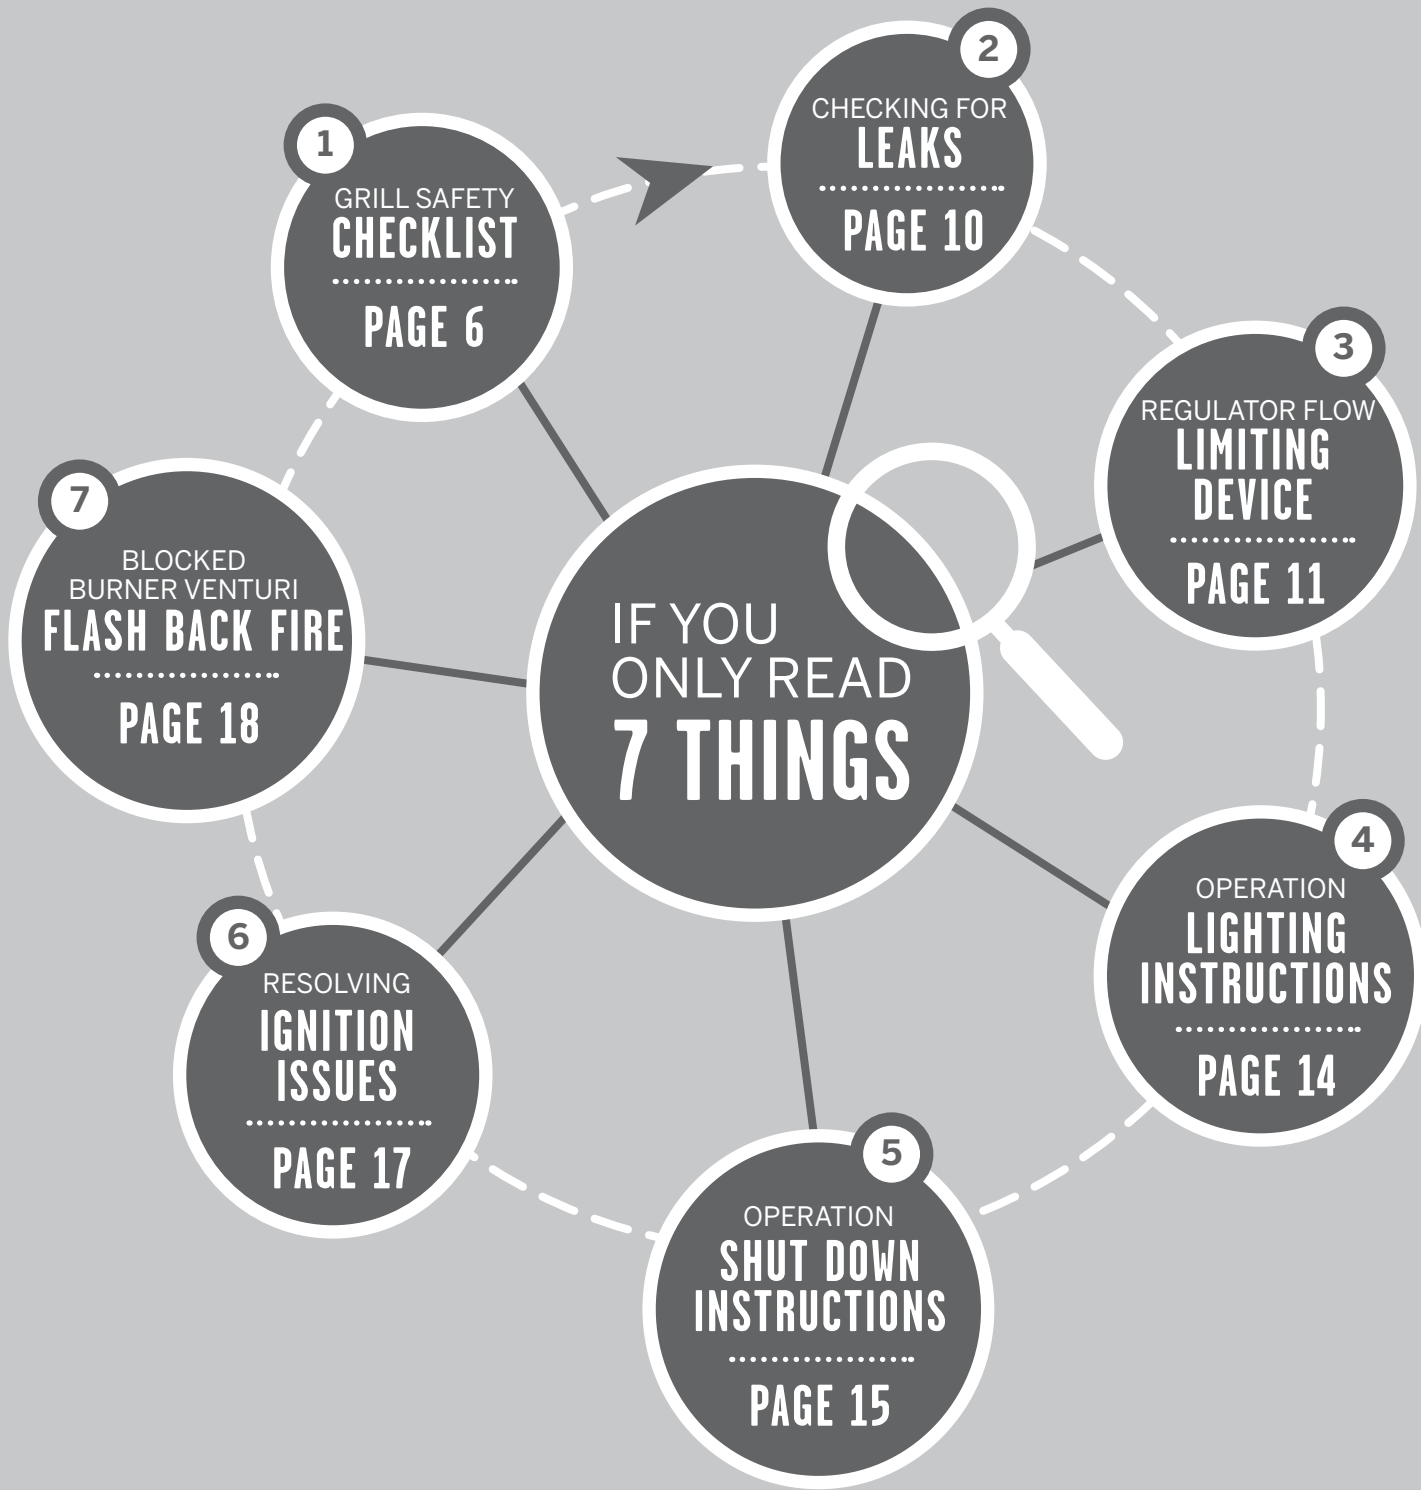 IF YOU
ONLY READ
7 THINGS
1
GRILL SAFETY
CHECKLIST
PAGE 6
2
CHECKING FOR
LEAKS
PAGE 10
3
REGULATOR FLOW
LIMITING
DEVICE
PAGE 11
4
OPERATION
LIGHTING
INSTRUCTIONS
PAGE 14
5
OPERATION
SHUT DOWN
INSTRUCTIONS
PAGE 15
6
RESOLVING
IGNITION
ISSUES
PAGE 17
7
BLOCKED
BURNER VENTURI
FLASH BACK FIRE
PAGE 18